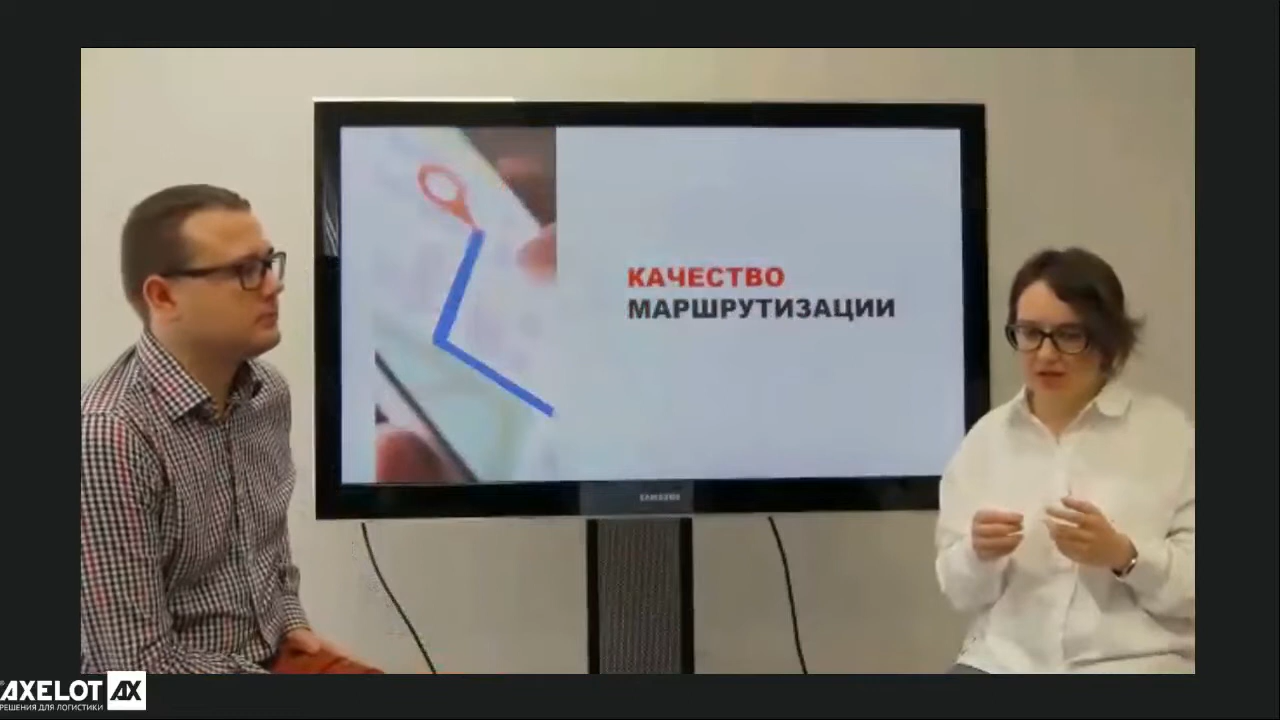 КАЧЕСТВО
МАРШРУТИЗАЦИИ
SAMSUNG
AXELOT AX
РЕШЕНИЯ ДЛЯ ЛОГИСТИКИ